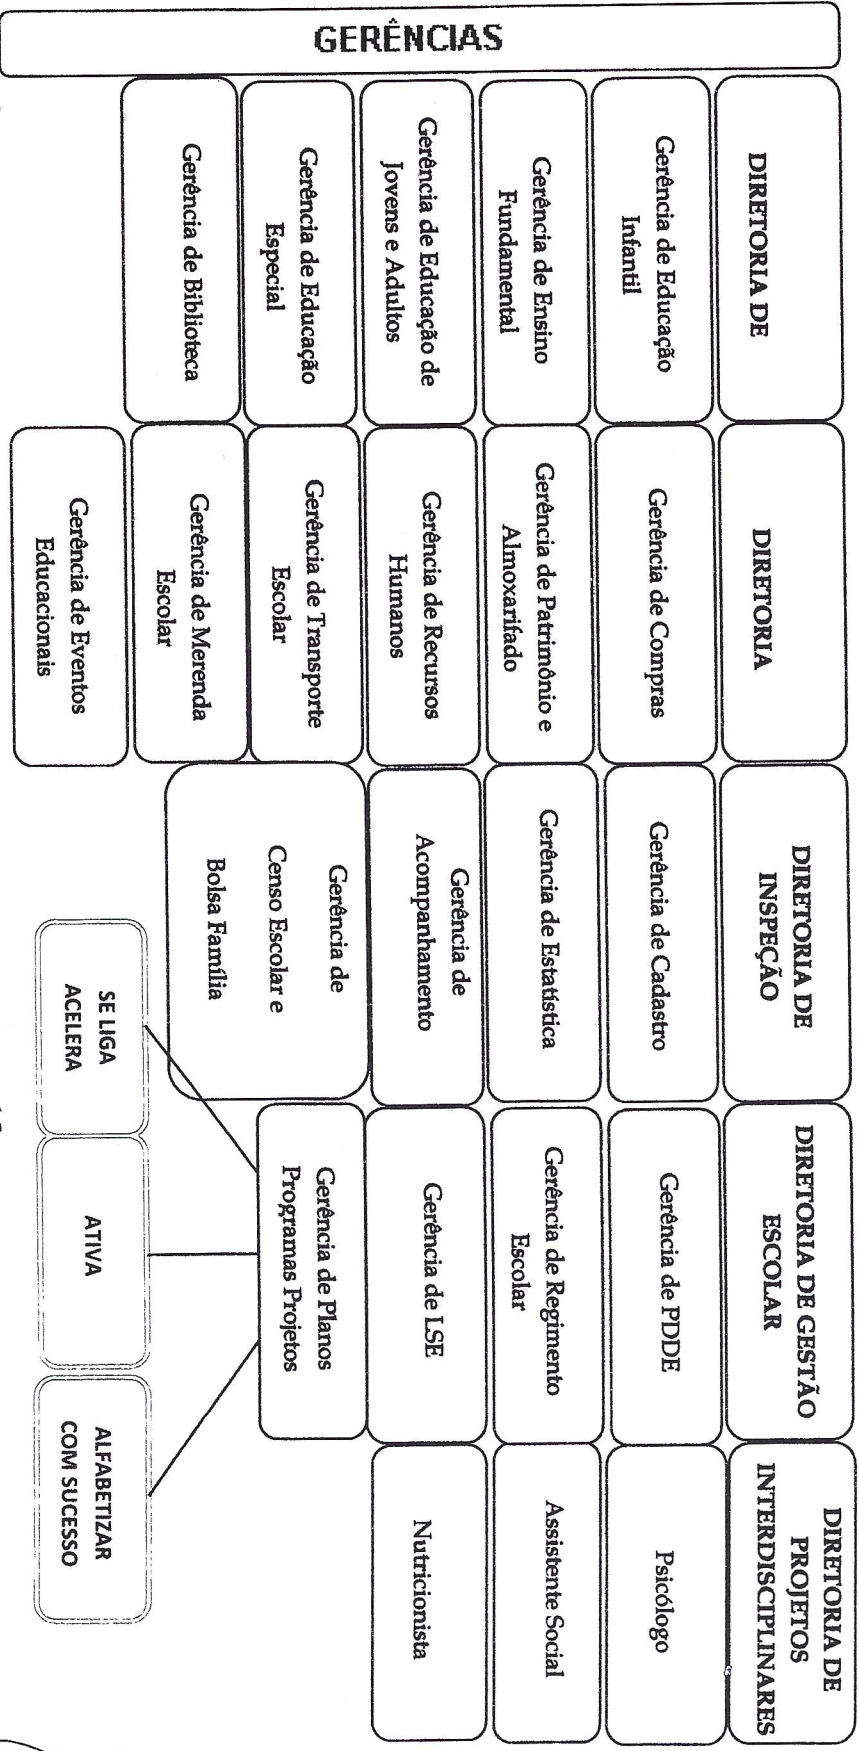 GERÊNCIAS
DIRETORIA DE
Gerência de Educação
Infantil
Gerência de Ensino
Fundamental
Gerência de Educação de
Jovens e Adultos
Gerência de Educação
Especial
Gerência de Biblioteca
DIRETORIA
Gerência de Compras
Gerência de Patrimônio e
Almoxarifado
Gerência de Recursos
Humanos
Gerência de Transporte
Escolar
Gerência de Merenda
Escolar
Gerência de Eventos
Educacionais
DIRETORIA DE
INSPEÇÃO
Gerência de Cadastro
Gerência de Estatística
Gerência de
Acompanhamento
Gerência de
Censo Escolar e
Bolsa Família
DIRETORIA DE GESTÃO
ESCOLAR
Gerência de PDDE
Gerência de Regimento
Escolar
Gerência de LSE
Gerência de Planos
Programas Projetos
SE LIGA
ACELERA
ATIVA
ALFABETIZAR
COM SUCESSO
DIRETORIA DE
PROJETOS
INTERDISCIPLINARES
Psicólogo
Assistente Social
Nutricionista